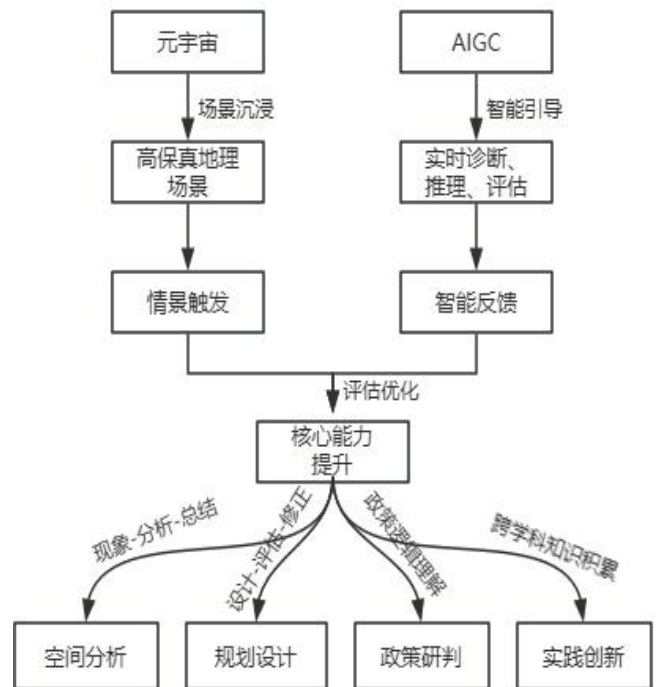 元宇宙
AIGC
场景沉浸
智能引导
高保真地理
场景
实时诊断、
推理、评估
情景触发
智能反馈
评估优化
核心能力
提升
现象-分析-总结
设计-评估-修正
政策逻辑理解
跨学科知识积累
空间分析
规划设计
政策研判
实践创新